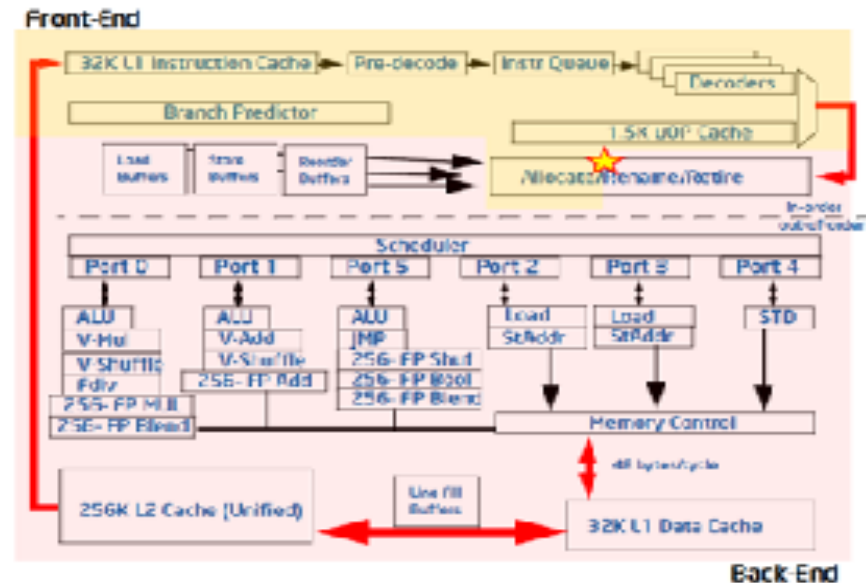 Front-End
32K L1 Instruction Cache
Pre-decode
Instr Queue
Decoders
Branch Predictor
1.5K uOP Cache
Load
Buffers
Store
Buffers
Reorder
Buffers
Allocate/Rename/Retire
In-order
out-of-order
Scheduler
Port 0
Port 1
Port 5
Port 2
Port 3
Port 4
ALU
V-Mul
V-Shuffle
Fdiv
256- FP MUL
256- FP Blend
ALU
V-Add
V-Shuffle
256- FP Add
ALU
JMP
256- FP Shuf
256- FP Bool
256- FP Blend
Load
StAddr
Load
StAddr
STD
Memory Control
48 bytes/cycle
256K L2 Cache (Unified)
Line Fill
Buffers
32K L1 Data Cache
Back-End